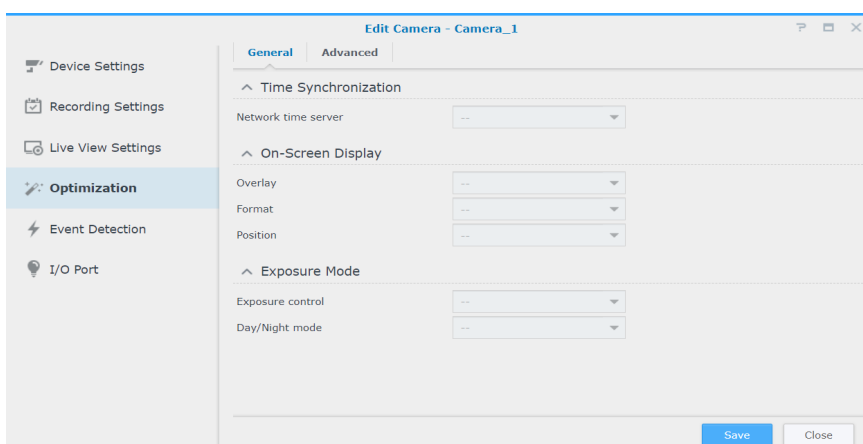 Edit Camera - Camera_1
Device Settings
Recording Settings
Live View Settings
Optimization
Event Detection
I/O Port
General Advanced
Time Synchronization
Network time server --
On-Screen Display
Overlay --
Format --
Position --
Exposure Mode
Exposure control --
Day/Night mode --
Save Close